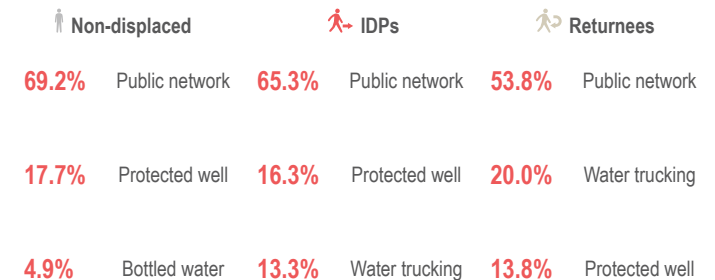 Non-displaced IDPs Returnees
69.2% Public network 65.3% Public network 53.8% Public network
17.7% Protected well 16.3% Protected well 20.0% Water trucking
4.9% Bottled water 13.3% Water trucking 13.8% Protected well